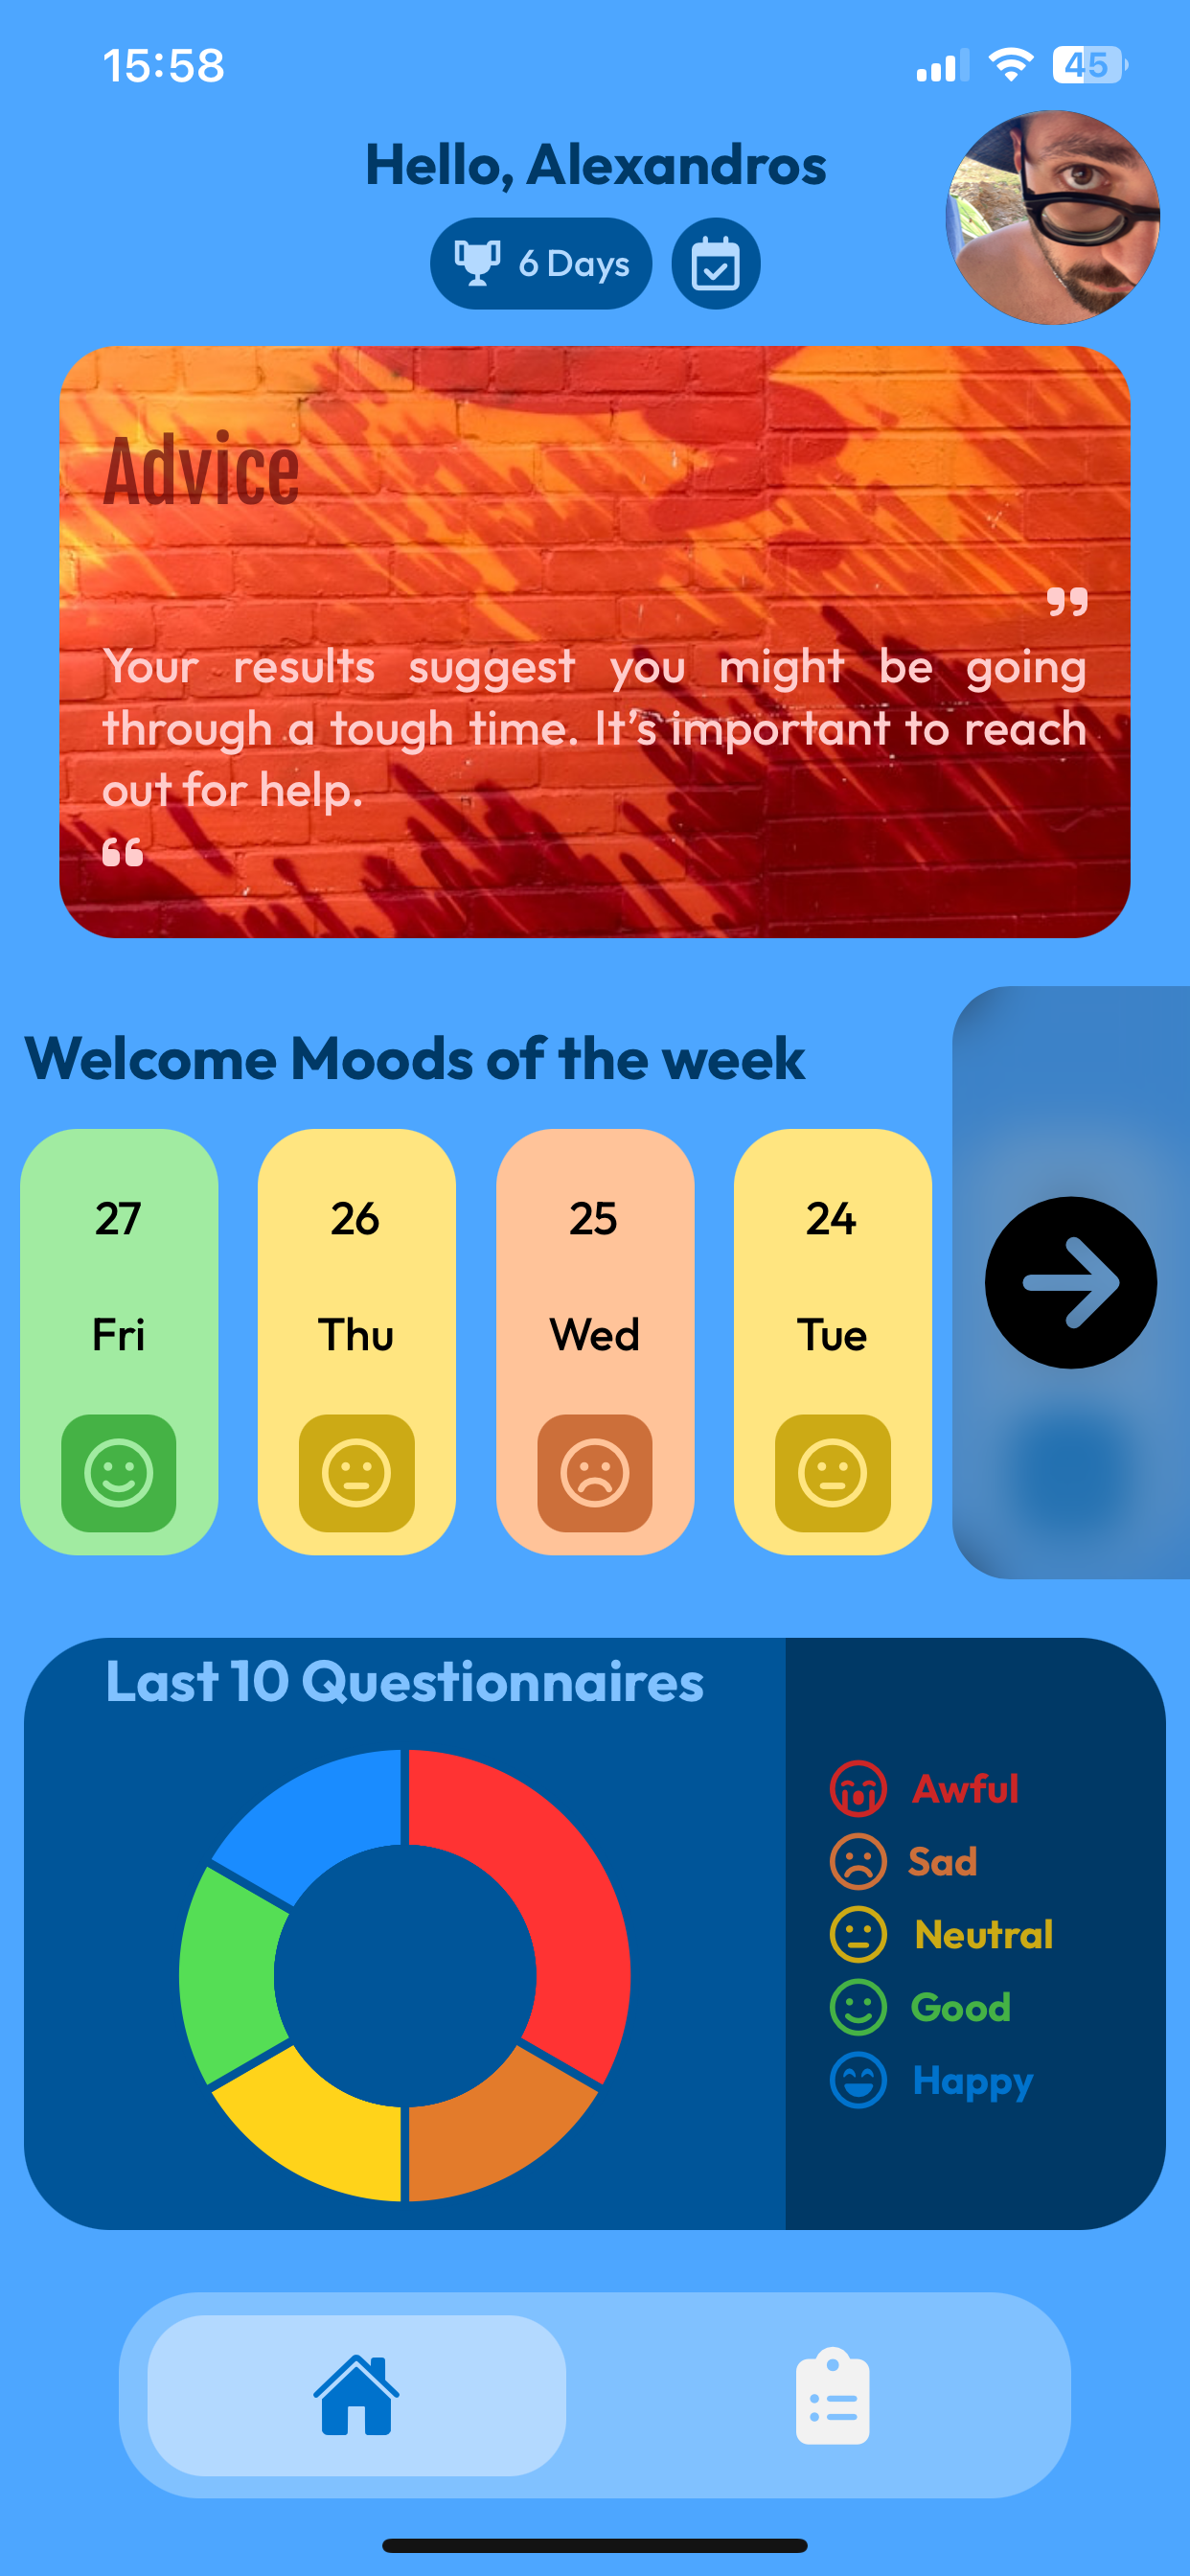 15:58
45
Hello, Alexandros
6 Days
Advice
”
Your results suggest you might be going
through a tough time. It’s important to reach
out for help.
“
Welcome Moods of the week
27 26 25 24
Fri Thu Wed Tue
Last 10 Questionnaires
Awful
Sad
Neutral
Good
Happy